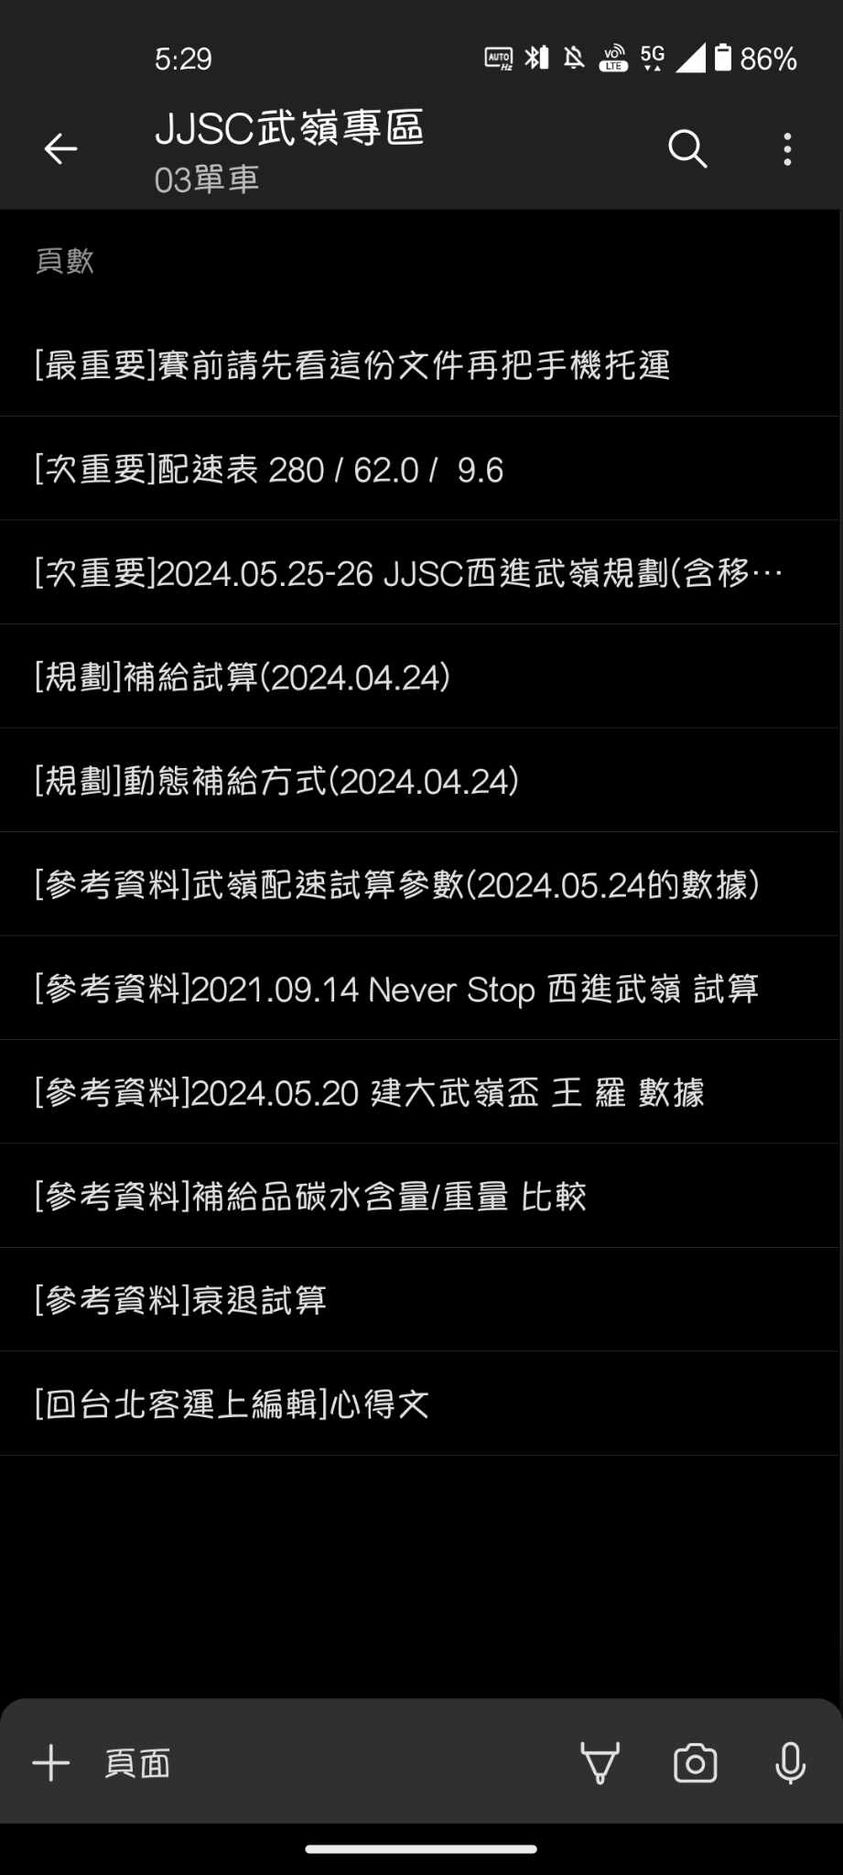 5:29
AUTO Hz VO LTE 5G 86%
JJSC武嶺專區
03單車
頁數
[最重要]賽前請先看這份文件再把手機托運
[次重要]配速表 280 / 62.0 /  9.6
[次重要]2024.05.25-26 JJSC西進武嶺規劃(含移…
[規劃]補給試算(2024.04.24)
[規劃]動態補給方式(2024.04.24)
[參考資料]武嶺配速試算參數(2024.05.24的數據)
[參考資料]2021.09.14 Never Stop 西進武嶺 試算
[參考資料]2024.05.20 建大武嶺盃 王 羅 數據
[參考資料]補給品碳水含量/重量 比較
[參考資料]衰退試算
[回台北客運上編輯]心得文
頁面